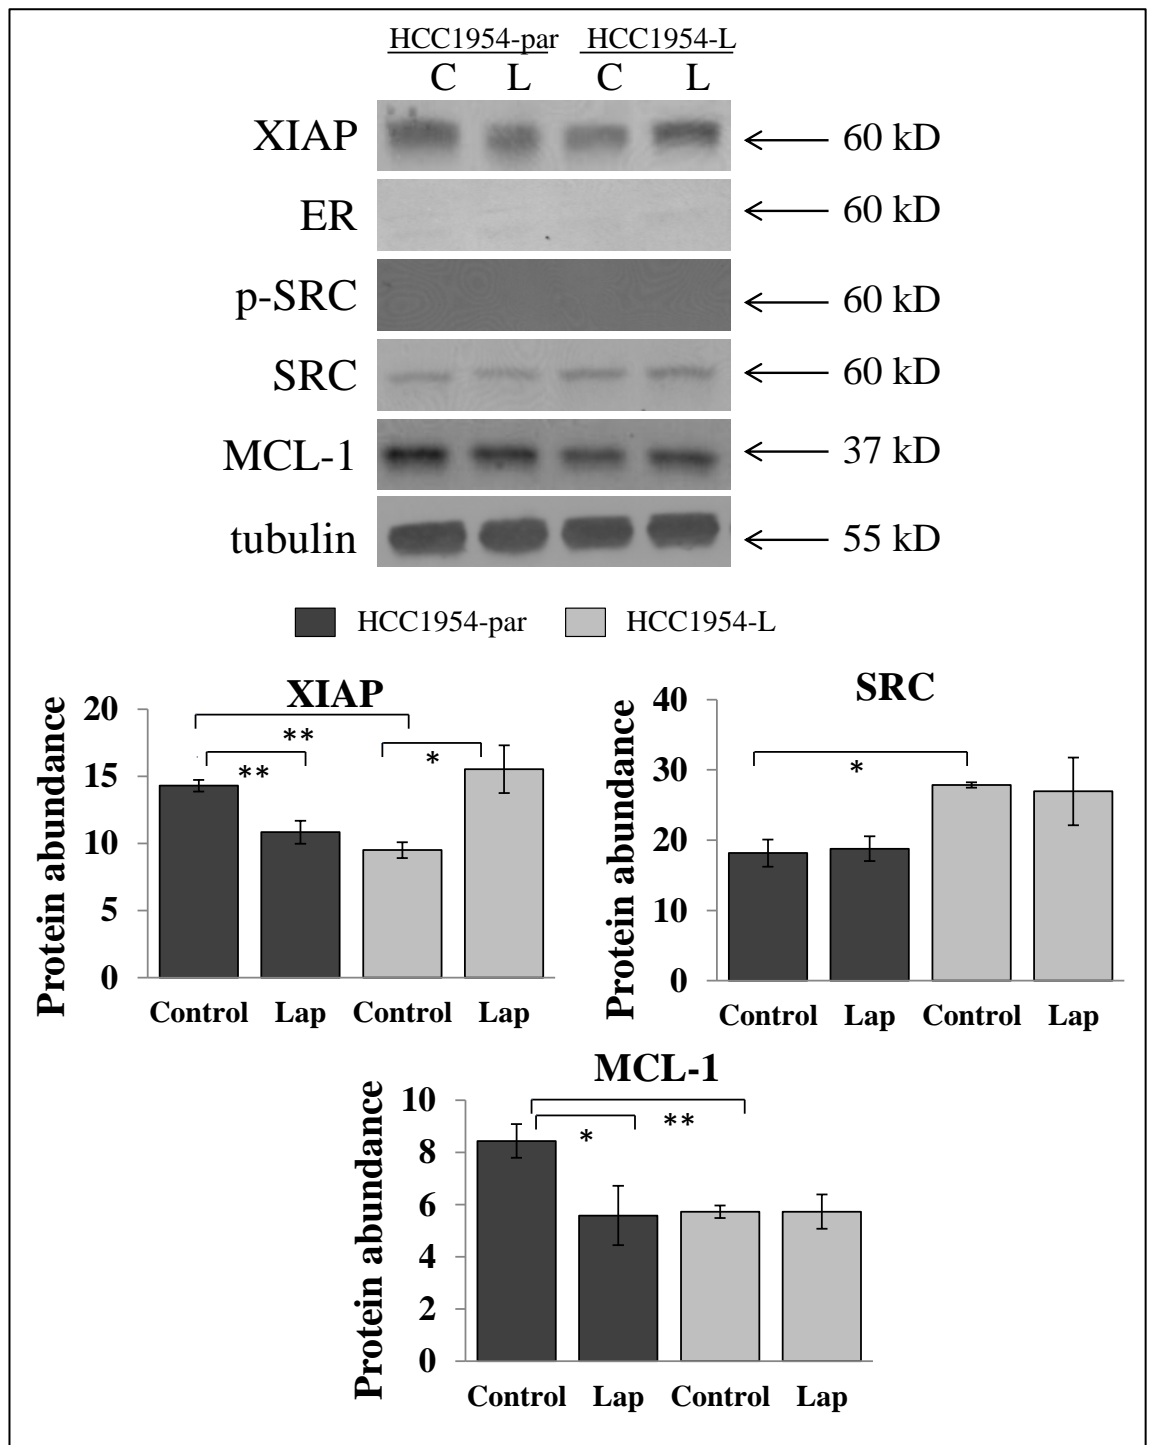 HCC1954-par HCC1954-L
C L C L
XIAP 60 kD
ER 60 kD
p-SRC 60 kD
SRC 60 kD
MCL-1 37 kD
tubulin 55 kD
HCC1954-par HCC1954-L
XIAP
Protein abundance
20
15
10
5
0
** ** *
Control Lap Control Lap
SRC
Protein abundance
40
30
20
10
0
*
Control Lap Control Lap
MCL-1
Protein abundance
10
8
6
4
2
0
* **
Control Lap Control Lap